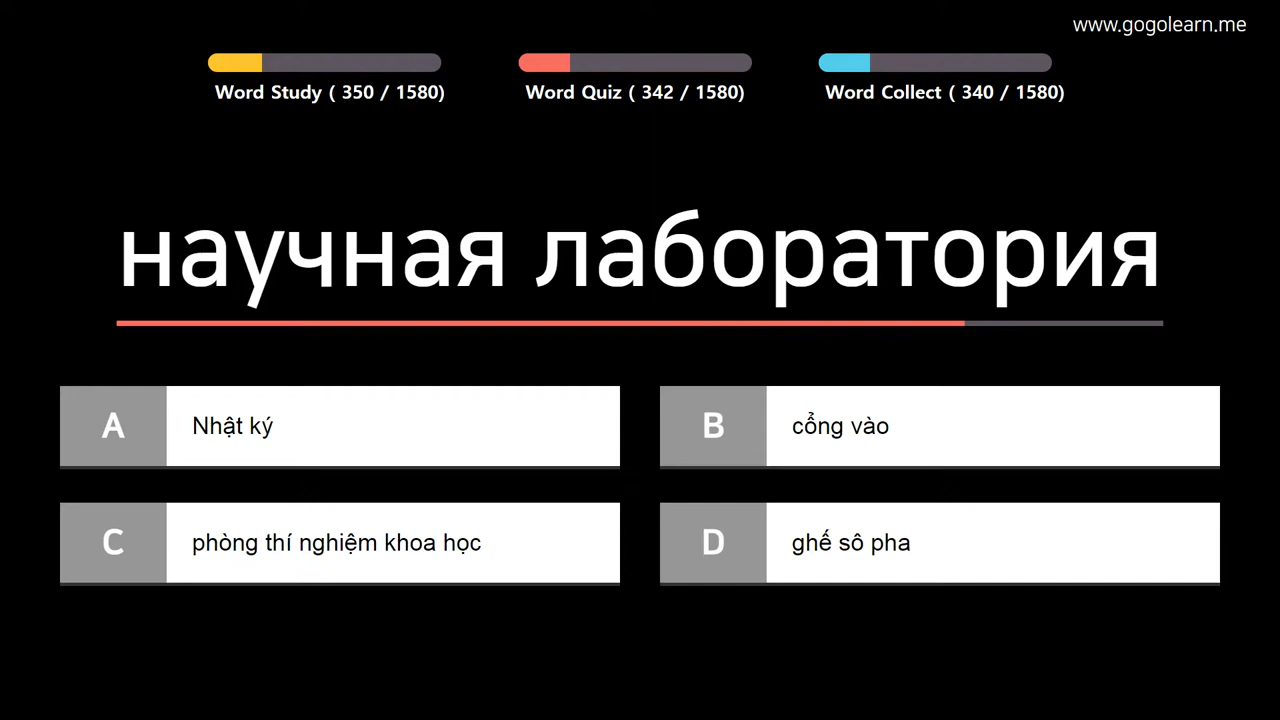 www.gogolearn.me
Word Study ( 350 / 1580)
Word Quiz ( 342 / 1580)
Word Collect ( 340 / 1580)
научная лаборатория
A Nhật ký
B cổng vào
C phòng thí nghiệm khoa học
D ghế sô pha